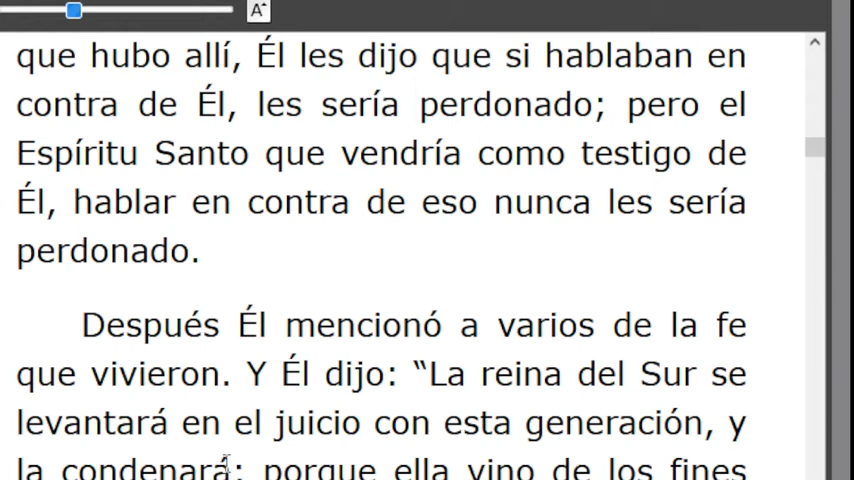 A
que hubo allí, Él les dijo que si hablaban en
contra de Él, les sería perdonado; pero el
Espíritu Santo que vendría como testigo de
Él, hablar en contra de eso nunca les sería
perdonado.
Después Él mencionó a varios de la fe
que vivieron. Y Él dijo: “La reina del Sur se
levantará en el juicio con esta generación, y
la condenará; porque ella vino de los fines